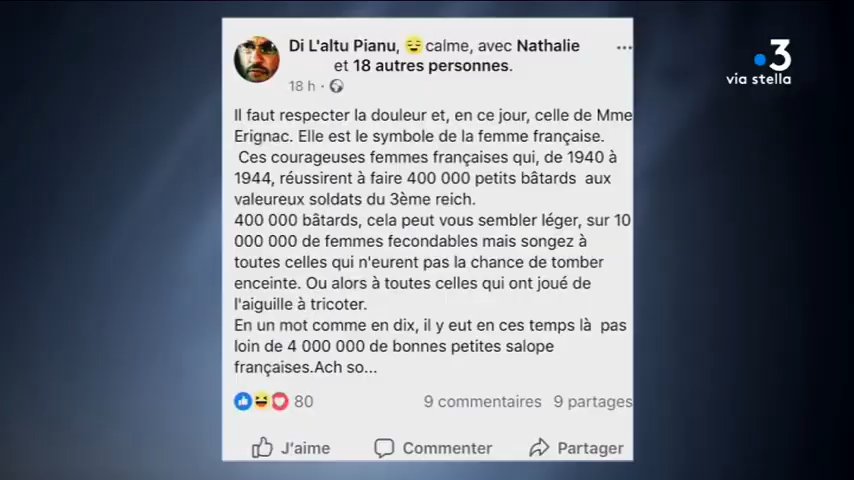 Di L'altu Pianu, calme, avec Nathalie
et 18 autres personnes.
18 h ·
Il faut respecter la douleur et, en ce jour, celle de Mme
Erignac. Elle est le symbole de la femme française.
Ces courageuses femmes françaises qui, de 1940 à
1944, réussirent à faire 400 000 petits bâtards aux
valeureux soldats du 3ème reich.
400 000 bâtards, cela peut vous sembler léger, sur 10
000 000 de femmes fecondables mais songez à
toutes celles qui n'eurent pas la chance de tomber
enceinte. Ou alors à toutes celles qui ont joué de
l'aiguille à tricoter.
En un mot comme en dix, il y eut en ces temps là pas
loin de 4 000 000 de bonnes petites salope
françaises.Ach so...
80 9 commentaires 9 partages
J'aime Commenter Partager
3
via stella